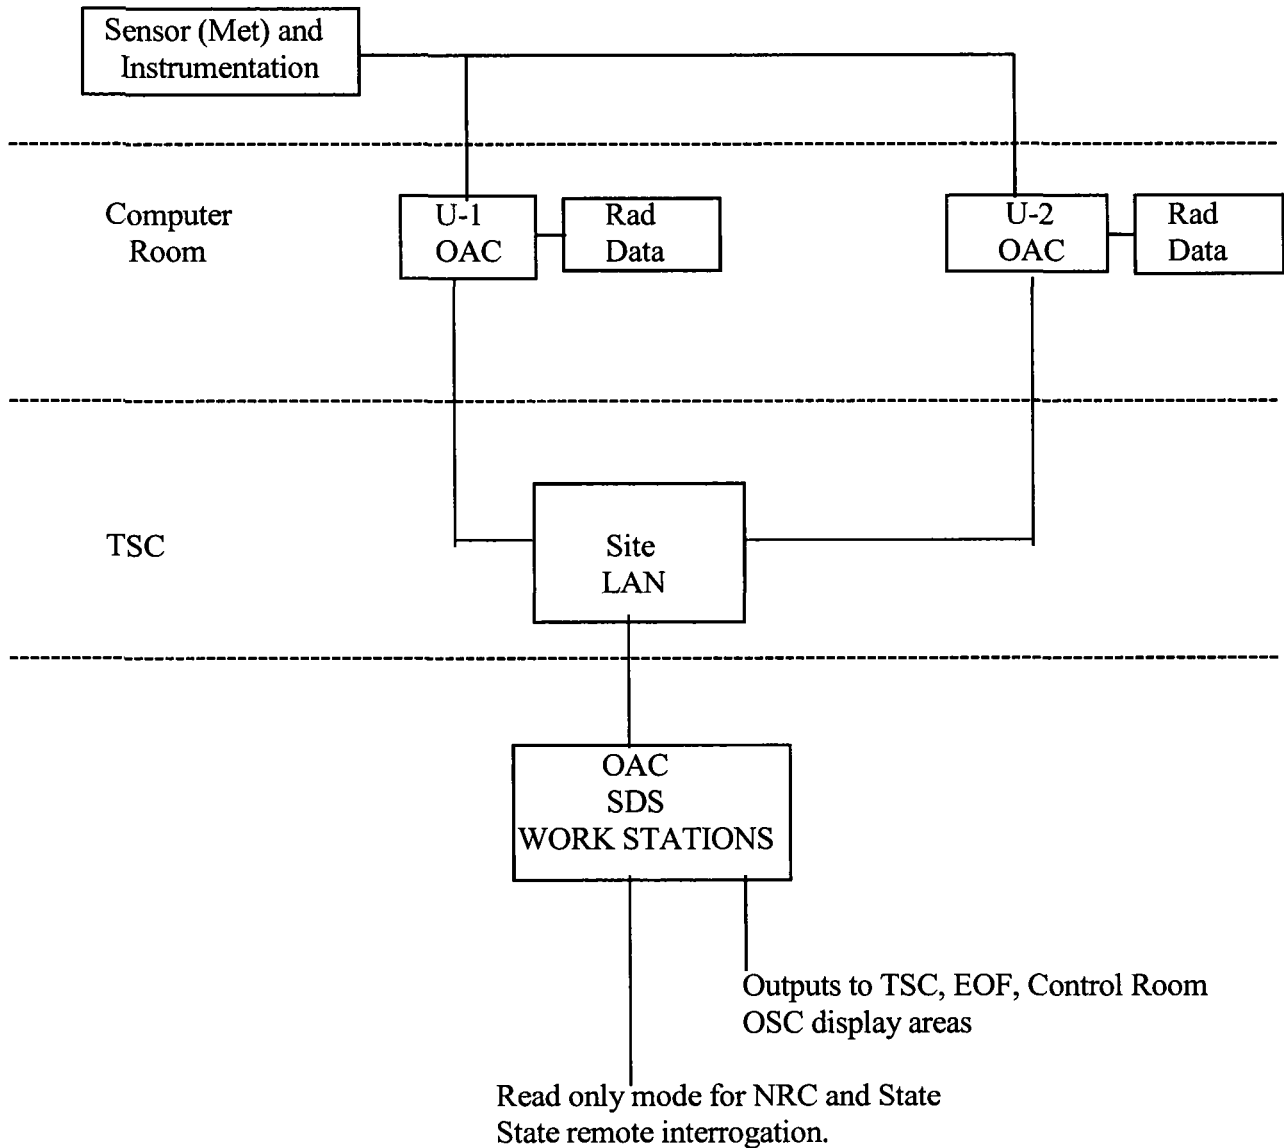 Sensor (Met) and
Instrumentation
Computer
Room
U-1
OAC
Rad
Data
U-2
OAC
Rad
Data
TSC
Site
LAN
OAC
SDS
WORK STATIONS
Outputs to TSC, EOF, Control Room
OSC display areas
Read only mode for NRC and State
State remote interrogation.